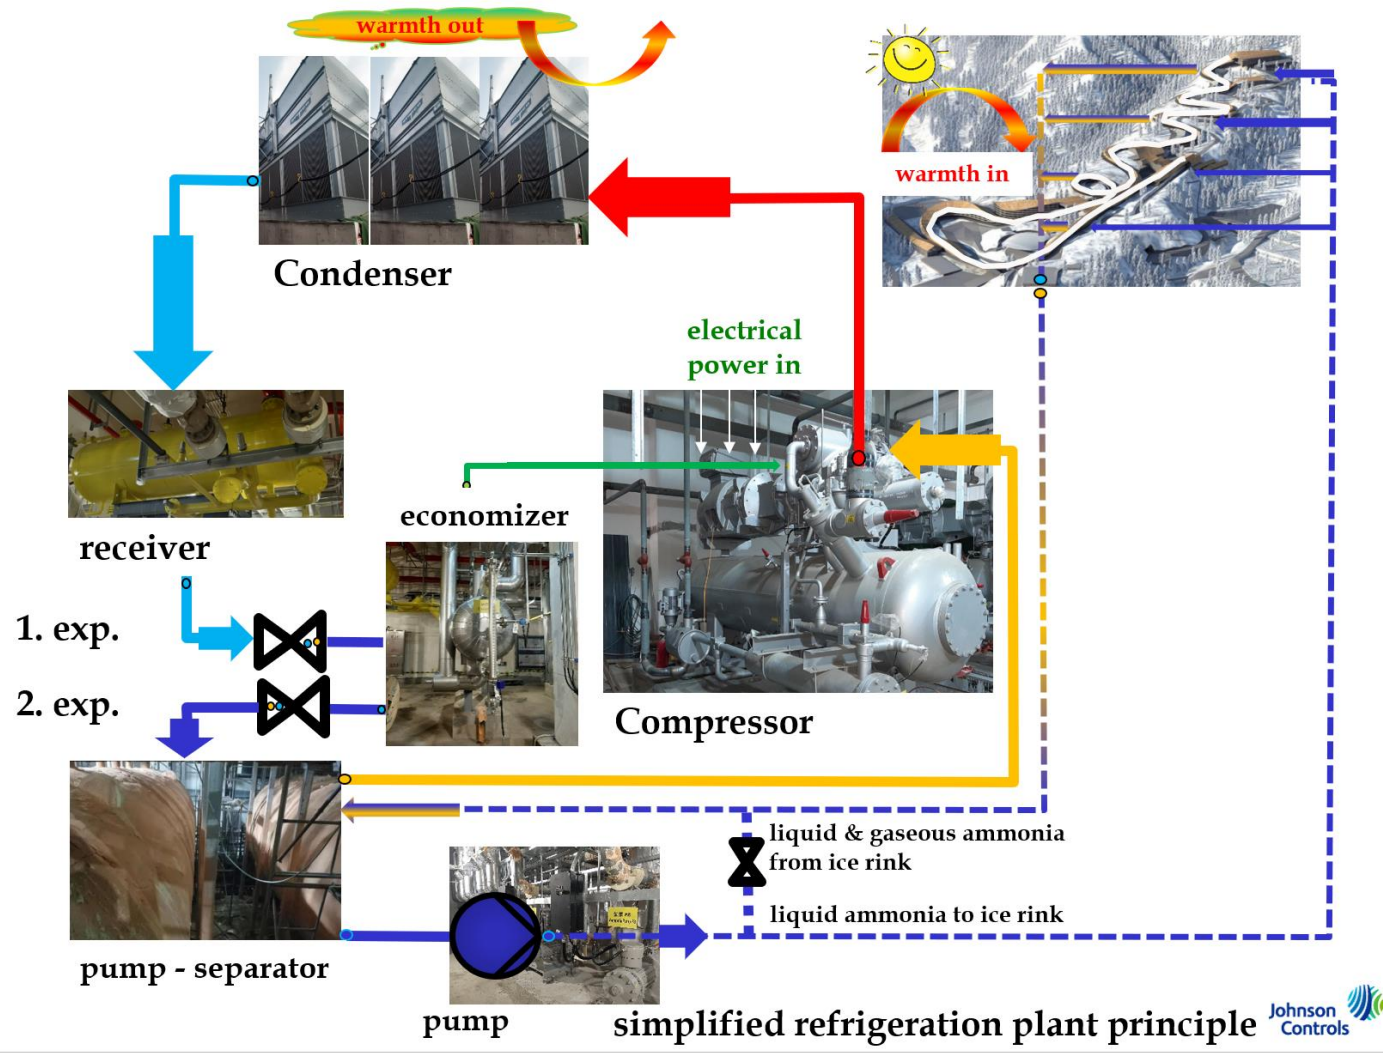 warmth out
warmth in
Condenser
electrical
power in
economizer
receiver
1. exp.
2. exp.
Compressor
liquid & gaseous ammonia
from ice rink
liquid ammonia to ice rink
pump - separator
pump
simplified refrigeration plant principle
Johnson
Controls